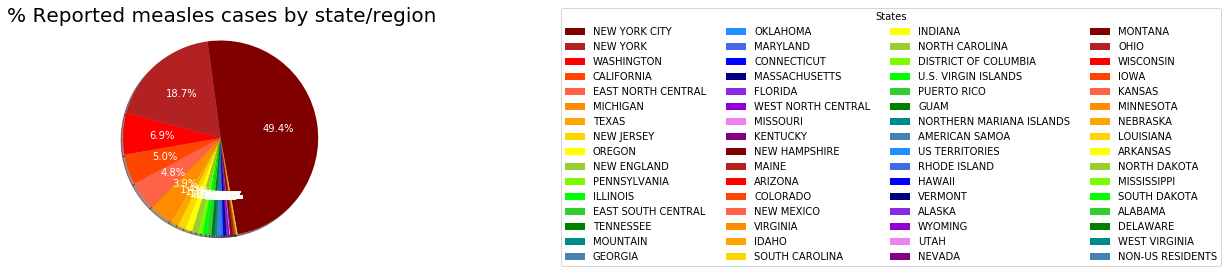 % Reported measles cases by state/region
49.4%
18.7%
6.9%
5.0%
4.8%
3.9%
States
NEW YORK CITY
NEW YORK
WASHINGTON
CALIFORNIA
EAST NORTH CENTRAL
MICHIGAN
TEXAS
NEW JERSEY
OREGON
NEW ENGLAND
PENNSYLVANIA
ILLINOIS
EAST SOUTH CENTRAL
TENNESSEE
MOUNTAIN
GEORGIA
OKLAHOMA
MARYLAND
CONNECTICUT
MASSACHUSETTS
FLORIDA
WEST NORTH CENTRAL
MISSOURI
KENTUCKY
NEW HAMPSHIRE
MAINE
ARIZONA
COLORADO
NEW MEXICO
VIRGINIA
IDAHO
SOUTH CAROLINA
INDIANA
NORTH CAROLINA
DISTRICT OF COLUMBIA
U.S. VIRGIN ISLANDS
PUERTO RICO
GUAM
NORTHERN MARIANA ISLANDS
AMERICAN SAMOA
US TERRITORIES
RHODE ISLAND
HAWAII
VERMONT
ALASKA
WYOMING
UTAH
NEVADA
MONTANA
OHIO
WISCONSIN
IOWA
KANSAS
MINNESOTA
NEBRASKA
LOUISIANA
ARKANSAS
NORTH DAKOTA
MISSISSIPPI
SOUTH DAKOTA
ALABAMA
DELAWARE
WEST VIRGINIA
NON-US RESIDENTS